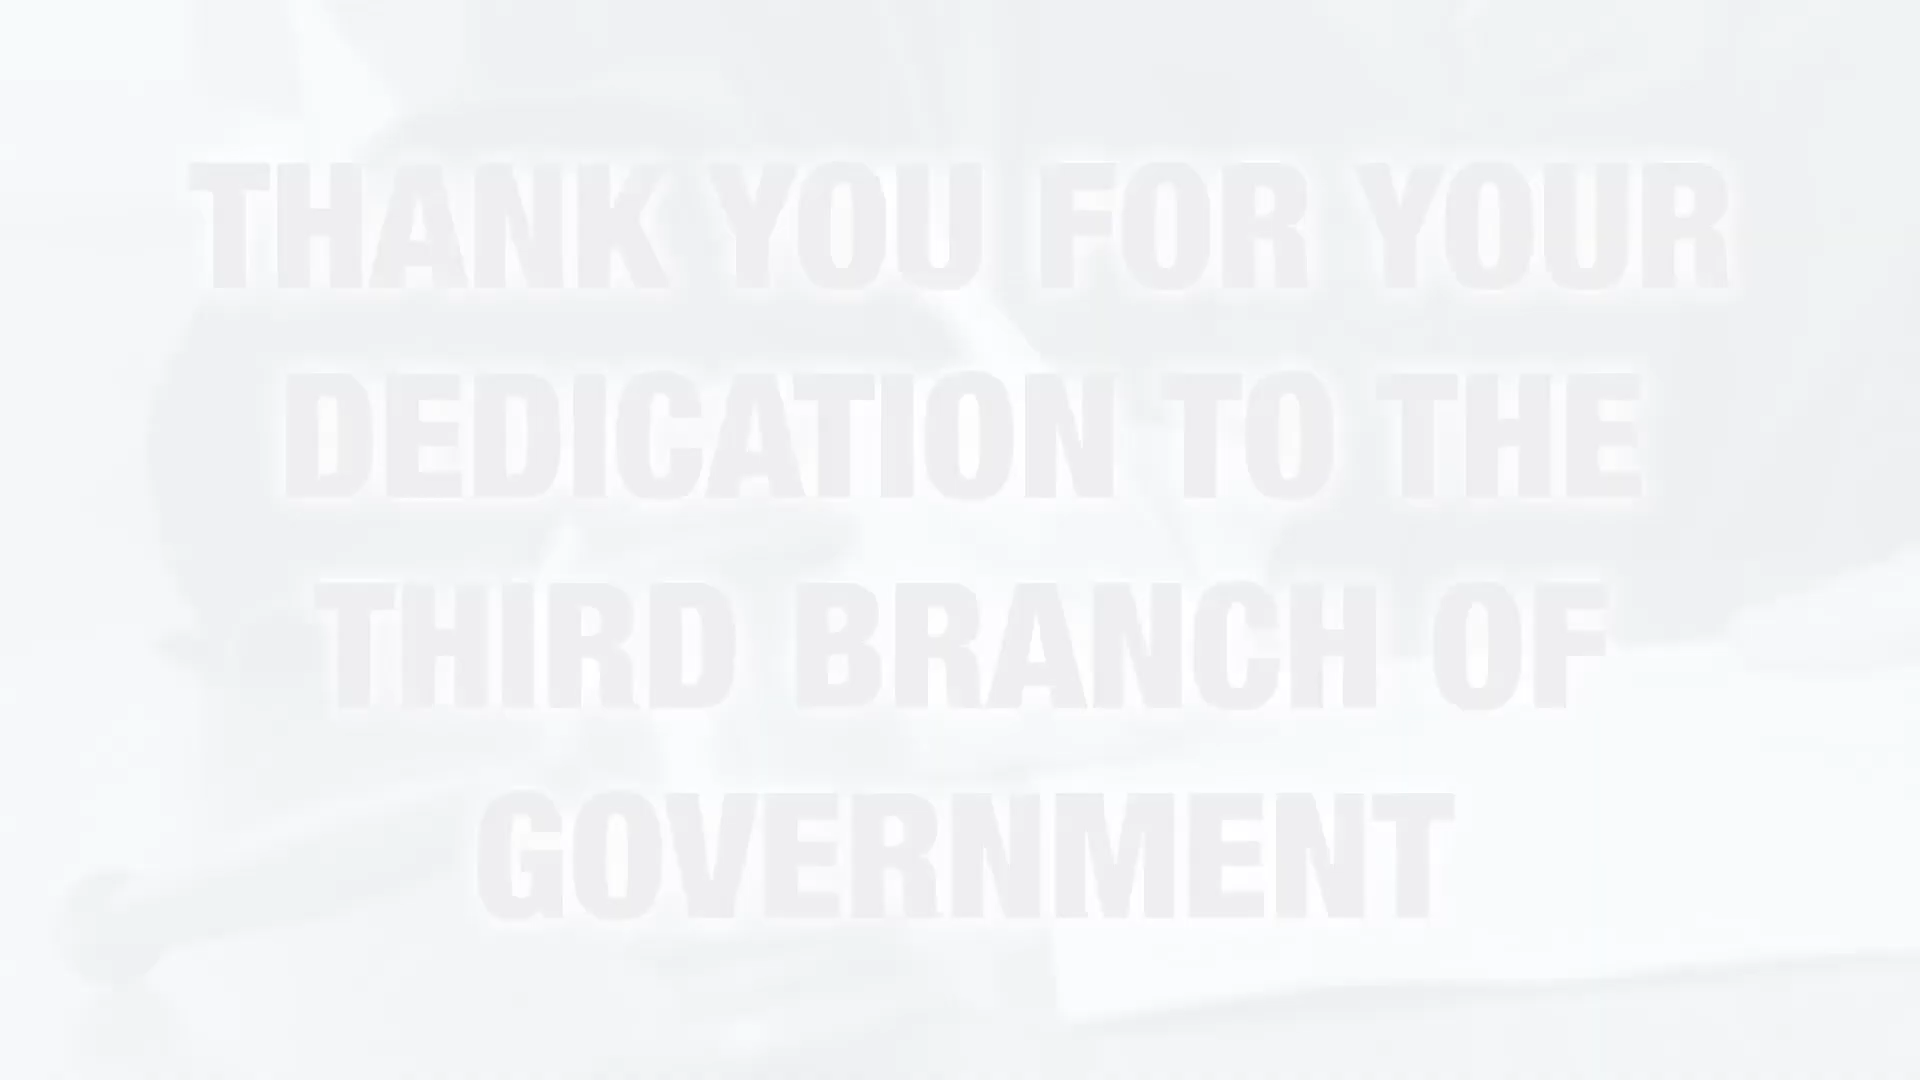 THANK YOU FOR YOUR
DEDICATION TO THE
THIRD BRANCH OF
GOVERNMENT